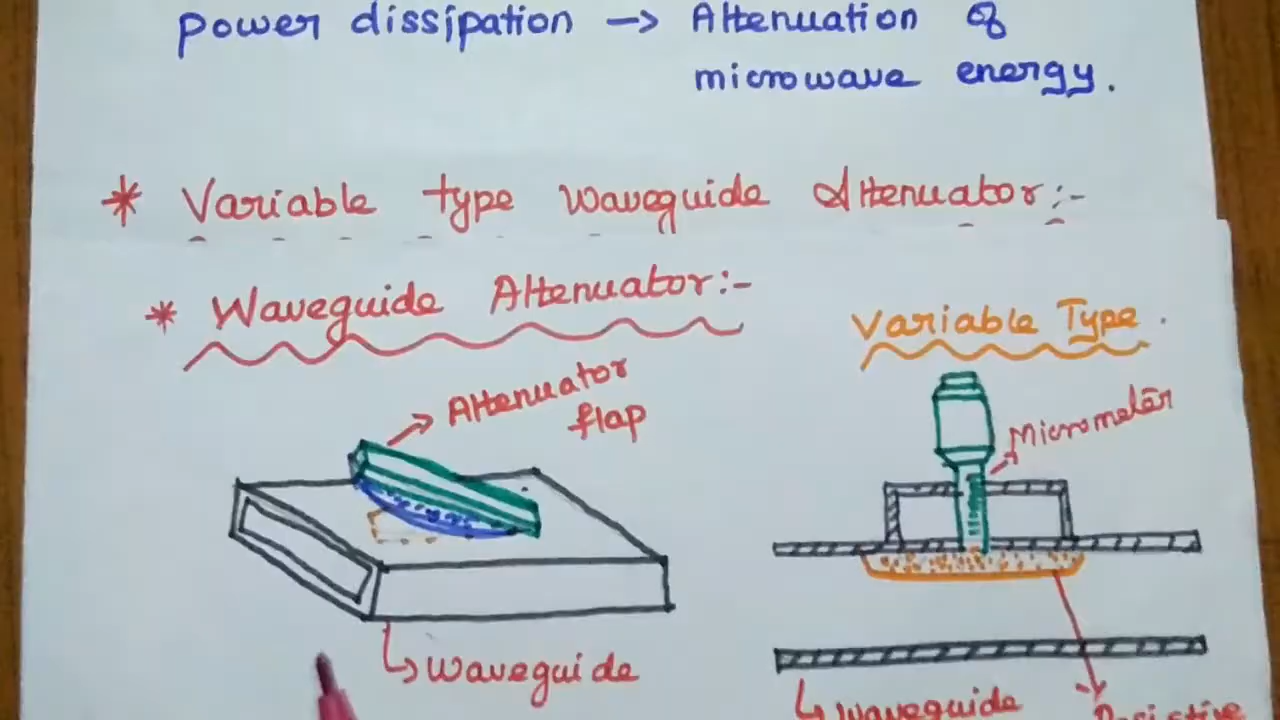 power dissipation → Attenuation of
microwave energy.
* Variable type waveguide Attenuator:-
* Waveguide Attenuator:-
Variable Type.
Attenuator
flap
Micrometer
Waveguide
Waveguide